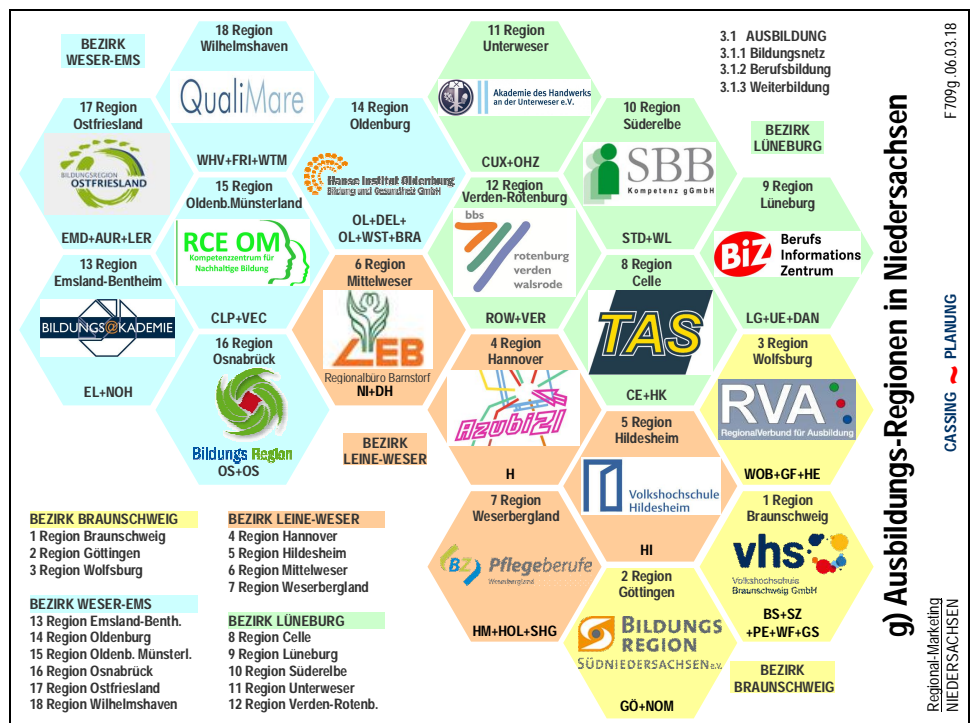 BEZIRK
WESER-EMS
18 Region
Wilhelmshaven
QualiMare
WHV+FRI+WTM
11 Region
Unterweser
Akademie des Handwerks
an der Unterweser e.V.
CUX+OHZ
3.1 AUSBILDUNG
3.1.1 Bildungsnetz
3.1.2 Berufsbildung
3.1.3 Weiterbildung
17 Region
Ostfriesland
BILDUNGSREGION
OSTFRIESLAND
EMD+AUR+LER
14 Region
Oldenburg
Hanse Institut Oldenburg
Bildung und Gesundheit GmbH
OL+DEL+
OL+WST+BRA
10 Region
Süderelbe
SBB
Kompetenz gGmbH
STD+WL
BEZIRK
LÜNEBURG
15 Region
Oldenb.Münsterland
RCE OM
Kompetenzzentrum für
Nachhaltige Bildung
CLP+VEC
12 Region
Verden-Rotenburg
bbs
rotenburg
verden
walsrode
ROW+VER
9 Region
Lüneburg
BiZ
Berufs
Informations
Zentrum
LG+UE+DAN
13 Region
Emsland-Bentheim
BILDUNGS@KADEMIE
EL+NOH
6 Region
Mittelweser
LEB
Regionalbüro Barnstorf
NI+DH
8 Region
Celle
TAS
CE+HK
16 Region
Osnabrück
Bildungs Region
OS+OS
4 Region
Hannover
Azubi21
H
3 Region
Wolfsburg
RVA
RegionalVerbund für Ausbildung
WOB+GF+HE
BEZIRK
LEINE-WESER
5 Region
Hildesheim
Volkshochschule
Hildesheim
HI
7 Region
Weserbergland
BZ Pflegeberufe
Weserbergland
HM+HOL+SHG
1 Region
Braunschweig
vhs
Volkshochschule
Braunschweig GmbH
BS+SZ
+PE+WF+GS
2 Region
Göttingen
BILDUNGS
REGION
SÜDNIEDERSACHSEN e.V.
GÖ+NOM
BEZIRK
BRAUNSCHWEIG
BEZIRK BRAUNSCHWEIG
1 Region Braunschweig
2 Region Göttingen
3 Region Wolfsburg
BEZIRK WESER-EMS
13 Region Emsland-Benth.
14 Region Oldenburg
15 Region Oldenb. Münsterl.
16 Region Osnabrück
17 Region Ostfriesland
18 Region Wilhelmshaven
BEZIRK LEINE-WESER
4 Region Hannover
5 Region Hildesheim
6 Region Mittelweser
7 Region Weserbergland
BEZIRK LÜNEBURG
8 Region Celle
9 Region Lüneburg
10 Region Süderelbe
11 Region Unterweser
12 Region Verden-Rotenb.
g) Ausbildungs-Regionen in Niedersachsen
F 709g .06.03.18
CASSING ~ PLANUNG
Regional-Marketing
NIEDERSACHSEN